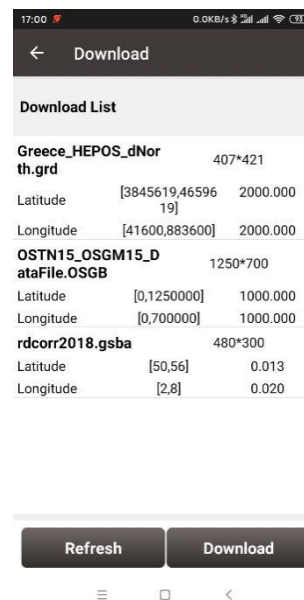 17:00 0.0KB/s
Download
Download List
Greece_HEPOS_dNor
th.grd 407*421
Latitude [3845619,46596
19] 2000.000
Longitude [41600,883600] 2000.000
OSTN15_OSGM15_D
ataFile.OSGB 1250*700
Latitude [0,1250000] 1000.000
Longitude [0,700000] 1000.000
rdcorr2018.gsba 480*300
Latitude [50,56] 0.013
Longitude [2,8] 0.020
Refresh Download